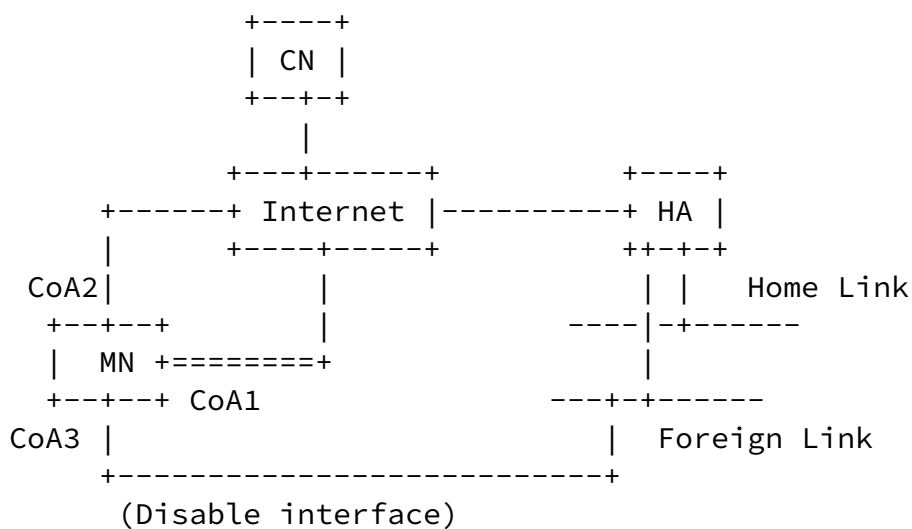 CN
Internet HA
CoA2 Home Link
MN
CoA1
CoA3 Foreign Link
(Disable interface)